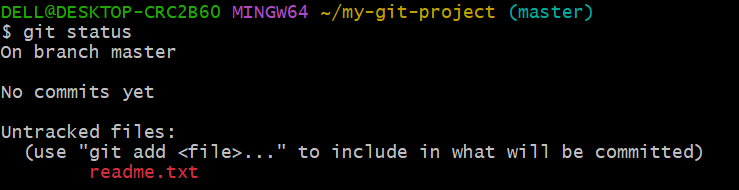 DELL@DESKTOP-CRC2B60 MINGW64 ~/my-git-project (master)
$ git status
On branch master

No commits yet

Untracked files:
  (use "git add <file>..." to include in what will be committed)
        readme.txt